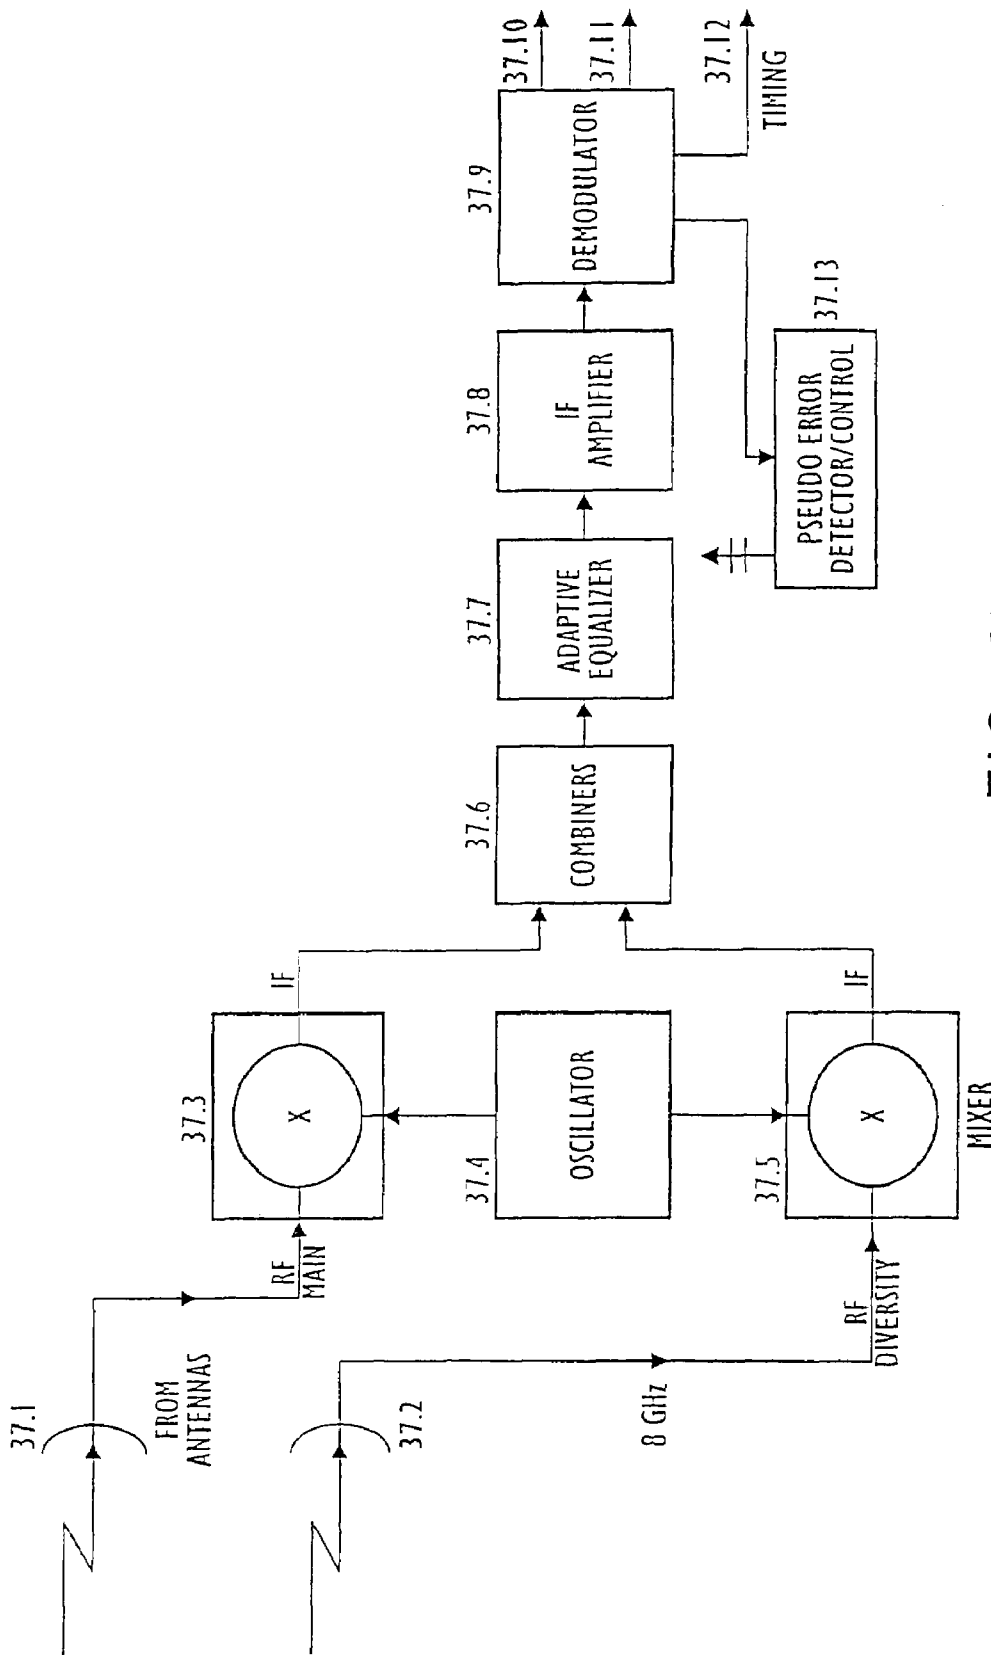 37.1
FROM
ANTENNAS
37.2
8 GHz
RF
MAIN
RF
DIVERSITY
37.3
X
IF
37.4
OSCILLATOR
37.5
X
IF
MIXER
37.6
COMBINERS
37.7
ADAPTIVE
EQUALIZER
37.8
IF
AMPLIFIER
37.9
DEMODULATOR
37.10
37.11
37.12
TIMING
37.13
PSEUDO ERROR
DETECTOR/CONTROL